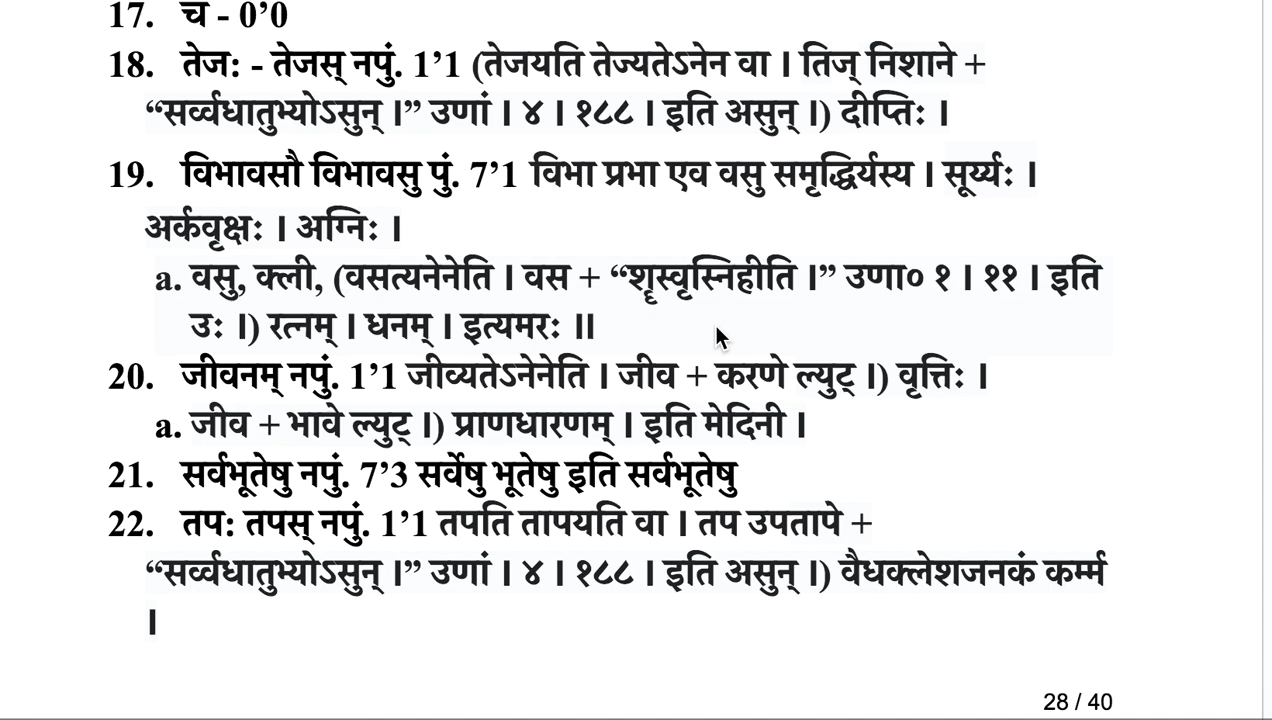 17. च - 0’0
18. तेज: - तेजस् नपुं. 1’1 (तेजयति तेज्यतेऽनेन वा । तिज् निशाने +
“सर्व्वधातुभ्योऽसुन् ।” उणां । ४ । १८८ । इति असुन् ।) दीप्तिः ।
19. विभावसौ विभावसु पुं. 7’1 विभा प्रभा एव वसु समृद्धिर्यस्य । सूर्य्यः ।
अर्कवृक्षः । अग्निः ।
a. वसु, क्ली, (वसत्यनेनेति । वस + “शॄस्वृस्निहीति ।” उणा० १ । ११ । इति
उः ।) रत्नम् । धनम् । इत्यमरः ॥
20. जीवनम् नपुं. 1’1 जीव्यतेऽनेनेति । जीव + करणे ल्युट् ।) वृत्तिः ।
a. जीव + भावे ल्युट् ।) प्राणधारणम् । इति मेदिनी ।
21. सर्वभूतेषु नपुं. 7’3 सर्वेषु भूतेषु इति सर्वभूतेषु
22. तप: तपस् नपुं. 1’1 तपति तापयति वा । तप उपतापे +
“सर्व्वधातुभ्योऽसुन् ।” उणां । ४ । १८८ । इति असुन् ।) वैधक्लेशजनकं कर्म्म
।
28 / 40